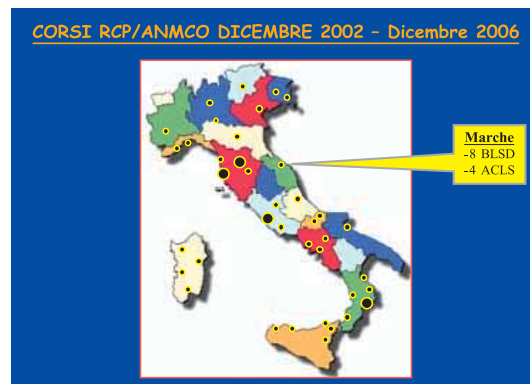 CORSI RCP/ANMCO DICEMBRE 2002 – Dicembre 2006
Marche
-8 BLSD
-4 ACLS